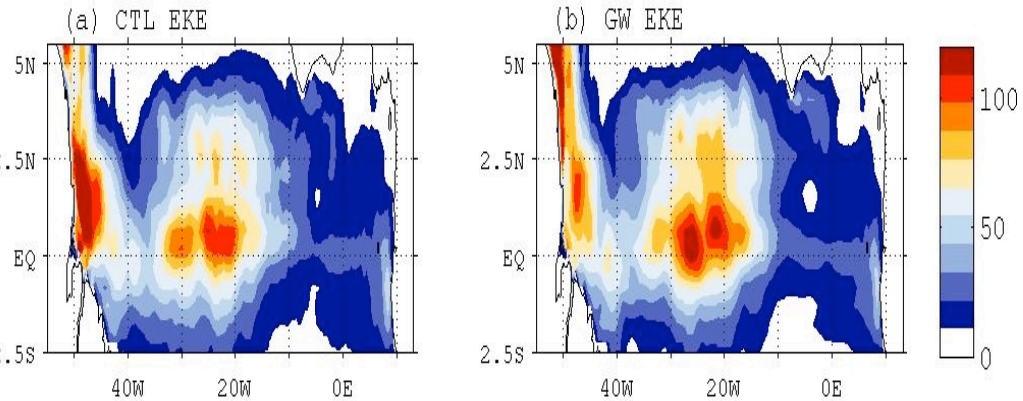 (a) CTL EKE
(b) GW EKE
5N
2.5N
EQ
2.5S
40W 20W 0E
5N
2.5N
EQ
2.5S
40W 20W 0E
100
50
0